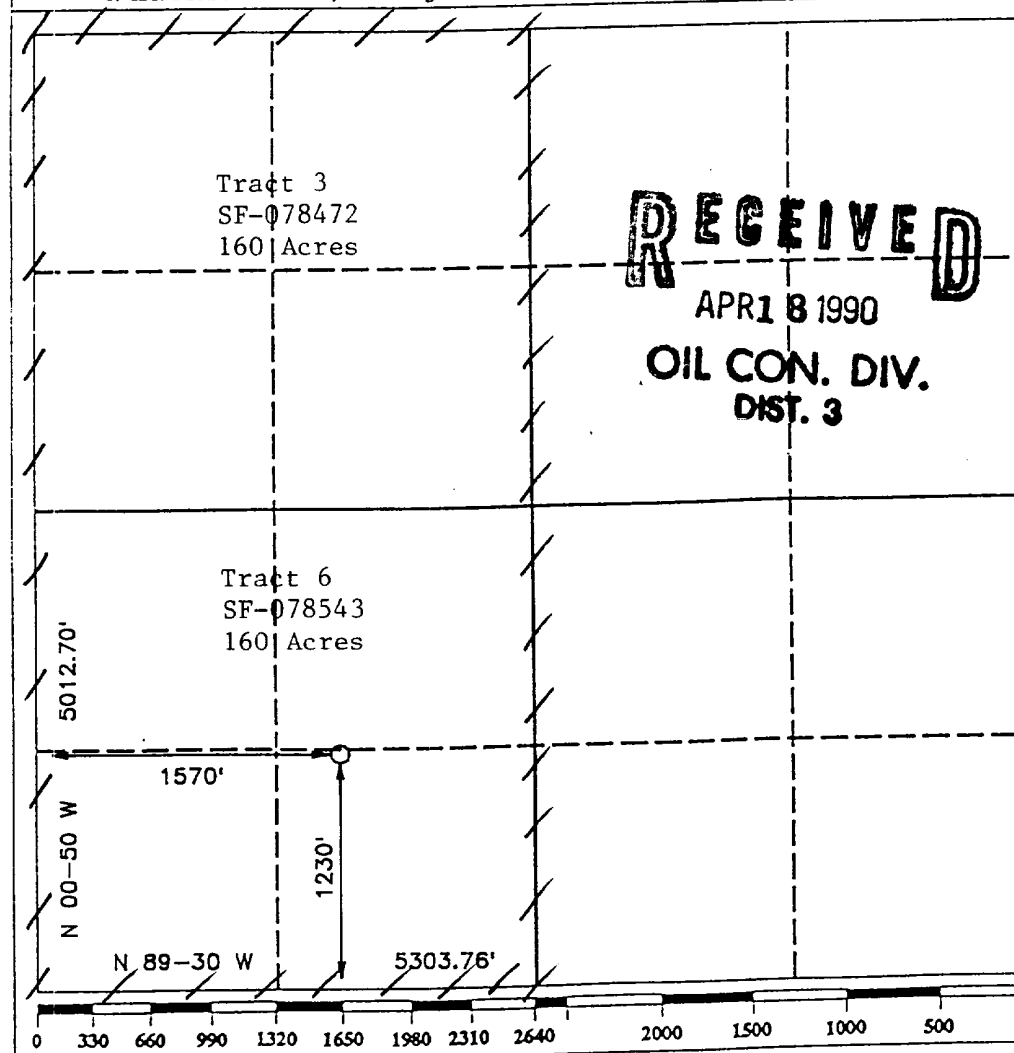 Tract 3
SF-078472
160 Acres
RECEIVED
APR 18 1990
OIL CON. DIV.
DIST. 3
Tract 6
SF-078543
160 Acres
5012.70'
1570'
1230'
N 00-50 W
N 89-30 W 5303.76'
0 330 660 990 1320 1650 1980 2310 2640 2000 1500 1000 500